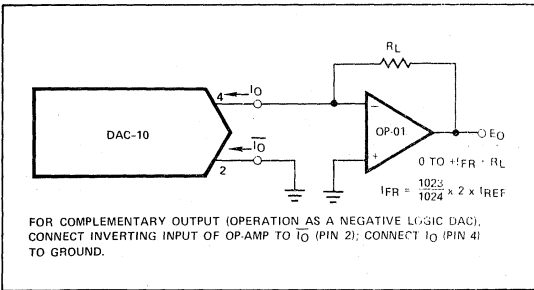 RL
4
IO
−
DAC-10
OP-01
EO
IO
+
2
0 TO +IFR · RL
IFR = 1023/1024 x 2 x IREF
FOR COMPLEMENTARY OUTPUT (OPERATION AS A NEGATIVE LOGIC DAC),
CONNECT INVERTING INPUT OF OP-AMP TO I̅O̅ (PIN 2); CONNECT IO (PIN 4)
TO GROUND.